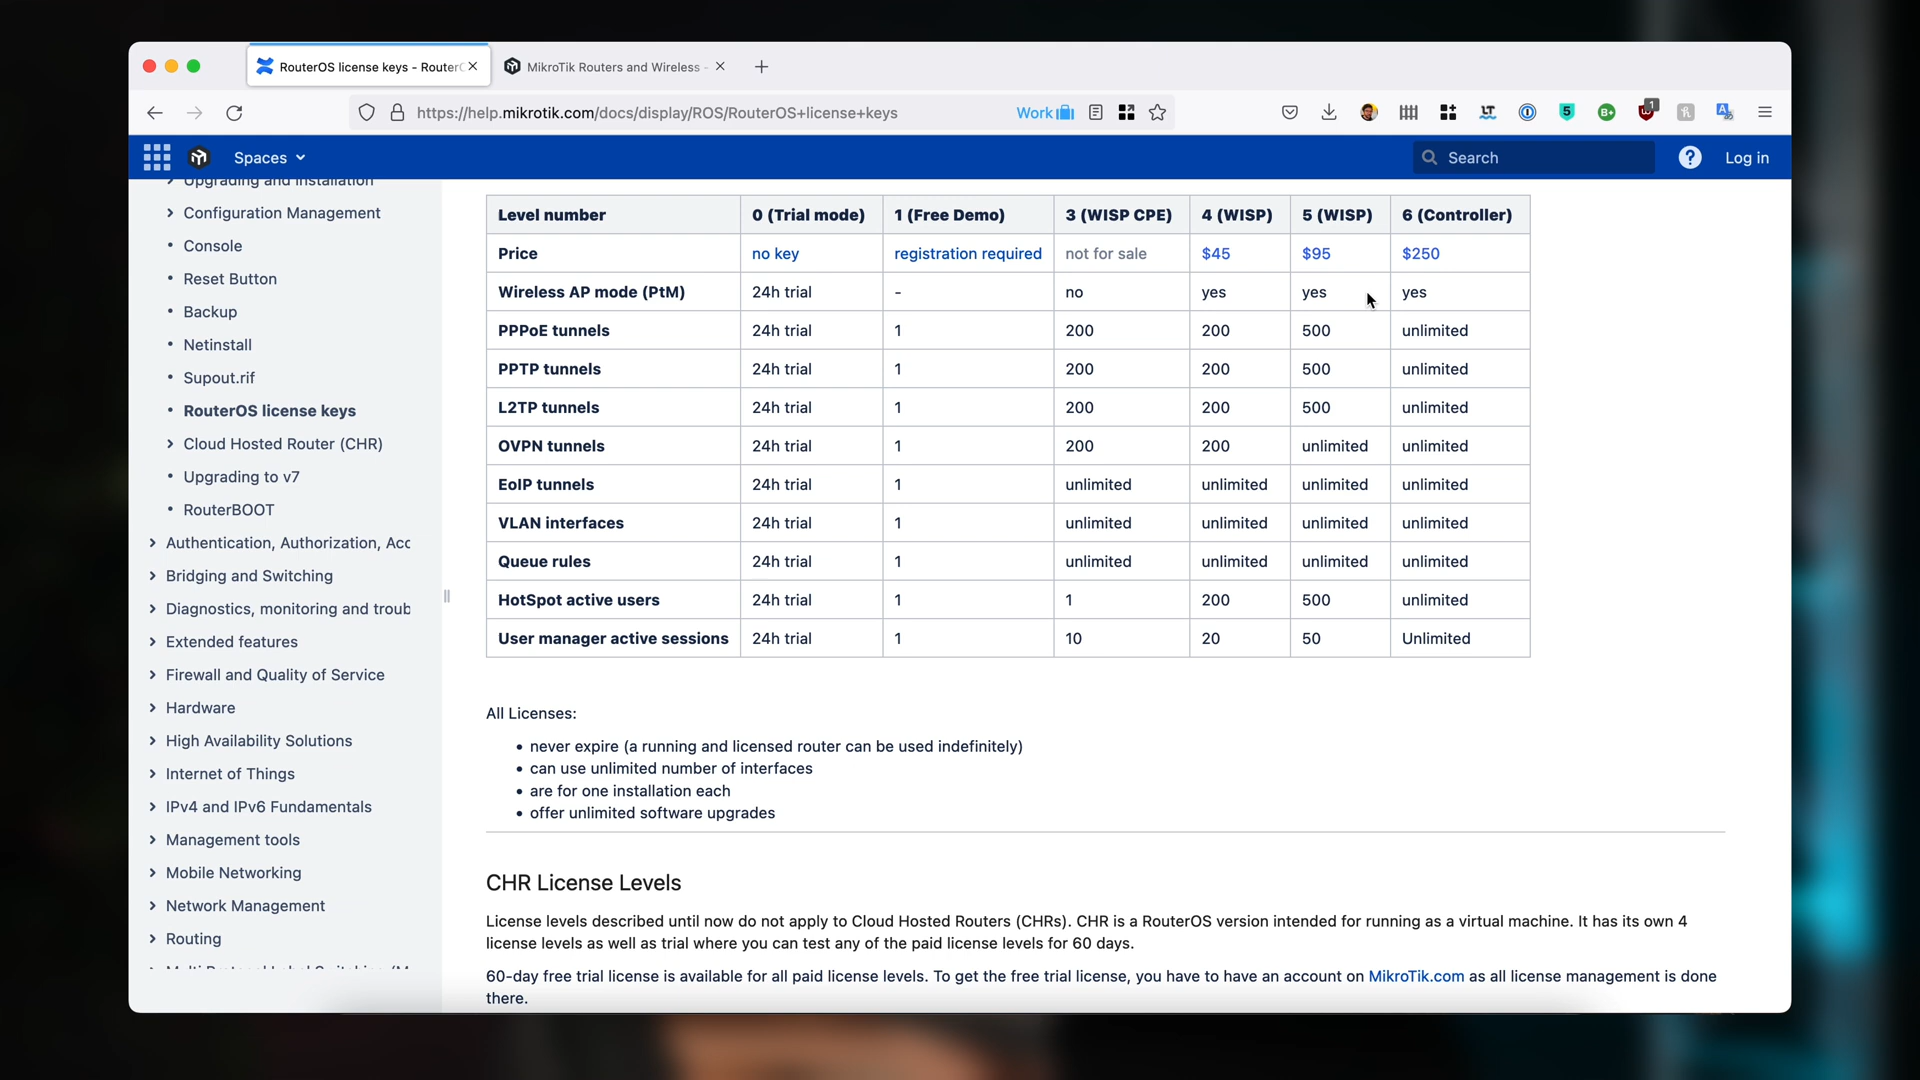 RouterOS license keys - Router
MikroTik Routers and Wireless -
https://help.mikrotik.com/docs/display/ROS/RouterOS+license+keys
Work
5
B+
1
Spaces
Search
?
Log in
Upgrading and installation
Configuration Management
Console
Reset Button
Backup
Netinstall
Supout.rif
RouterOS license keys
Cloud Hosted Router (CHR)
Upgrading to v7
RouterBOOT
Authentication, Authorization, Acc
Bridging and Switching
Diagnostics, monitoring and troub
Extended features
Firewall and Quality of Service
Hardware
High Availability Solutions
Internet of Things
IPv4 and IPv6 Fundamentals
Management tools
Mobile Networking
Network Management
Routing
Level number 0 (Trial mode) 1 (Free Demo) 3 (WISP CPE) 4 (WISP) 5 (WISP) 6 (Controller)
Price no key registration required not for sale $45 $95 $250
Wireless AP mode (PtM) 24h trial - no yes yes yes
PPPoE tunnels 24h trial 1 200 200 500 unlimited
PPTP tunnels 24h trial 1 200 200 500 unlimited
L2TP tunnels 24h trial 1 200 200 500 unlimited
OVPN tunnels 24h trial 1 200 200 unlimited unlimited
EoIP tunnels 24h trial 1 unlimited unlimited unlimited unlimited
VLAN interfaces 24h trial 1 unlimited unlimited unlimited unlimited
Queue rules 24h trial 1 unlimited unlimited unlimited unlimited
HotSpot active users 24h trial 1 1 200 500 unlimited
User manager active sessions 24h trial 1 10 20 50 Unlimited
All Licenses:
• never expire (a running and licensed router can be used indefinitely)
• can use unlimited number of interfaces
• are for one installation each
• offer unlimited software upgrades
CHR License Levels
License levels described until now do not apply to Cloud Hosted Routers (CHRs). CHR is a RouterOS version intended for running as a virtual machine. It has its own 4
license levels as well as trial where you can test any of the paid license levels for 60 days.
60-day free trial license is available for all paid license levels. To get the free trial license, you have to have an account on MikroTik.com as all license management is done
there.